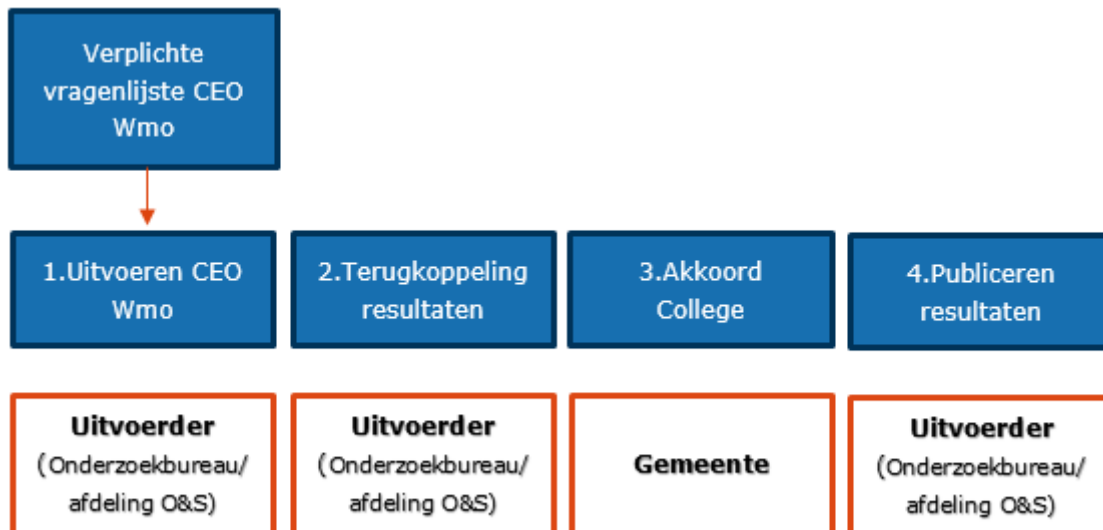 Verplichte
vragenlijste CEO
Wmo
1.Uitvoeren CEO
Wmo
2.Terugkoppeling
resultaten
3.Akkoord
College
4.Publiceren
resultaten
Uitvoerder
(Onderzoekbureau/
afdeling O&S)
Uitvoerder
(Onderzoekbureau/
afdeling O&S)
Gemeente
Uitvoerder
(Onderzoekbureau/
afdeling O&S)